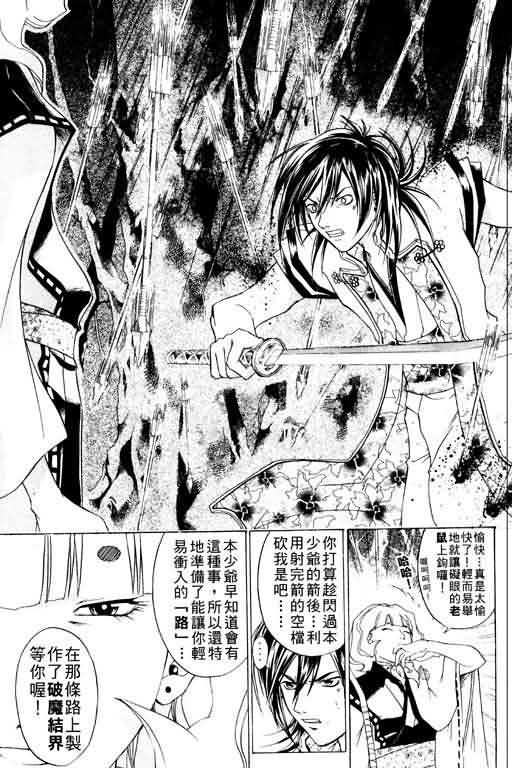 愉快…真是太愉
快了！輕而易舉
地就讓礙眼的老
鼠上鉤囉！
哈哈！
呵呵呵
你打算趁閃過本
少爺的箭後…利
用射完箭的空檔
砍我是吧……
……
本少爺早知道會有
這種事，所以還特
地準備了能讓你輕
易衝入的「路」…
在那條路上製
作了破魔結界
等你喔！